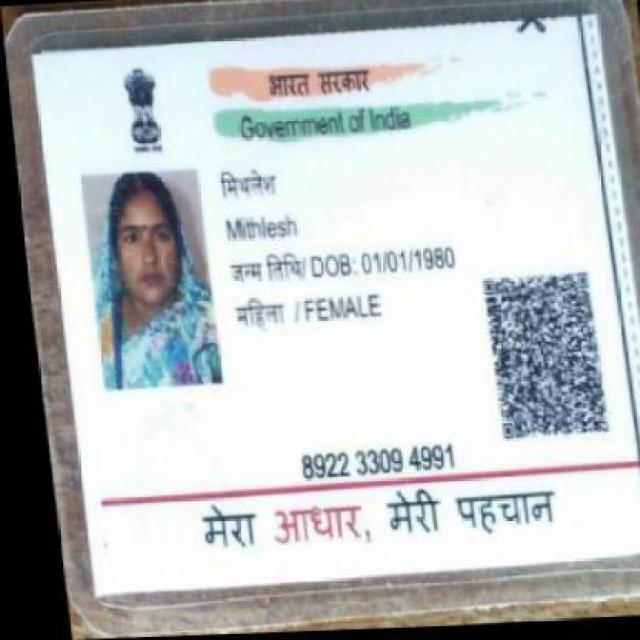 भारत सरकार
Government of India
मिथलेश
Mithlesh
जन्म तिथि/ DOB: 01/01/1980
महिला / FEMALE
8922 3309 4991
मेरा आधार, मेरी पहचान